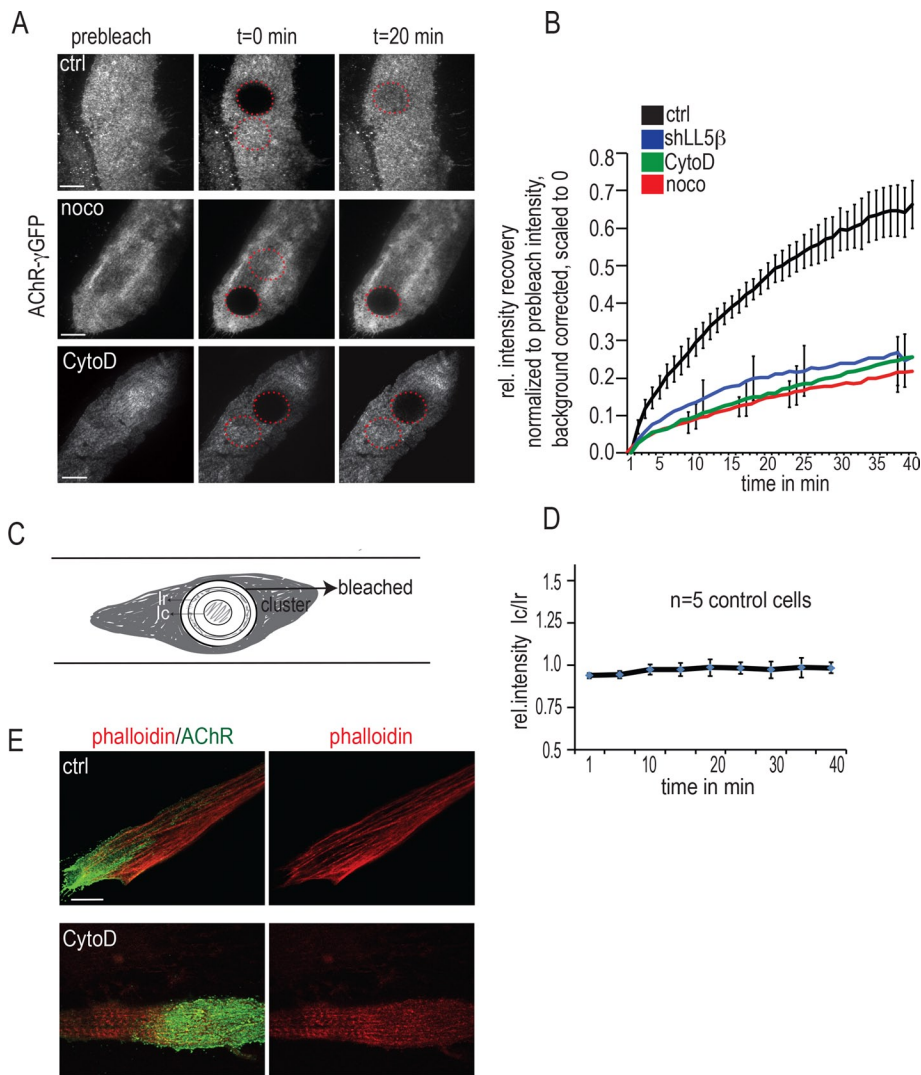 A
prebleach
t=0 min
t=20 min
ctrl
noco
CytoD
AChR-γGFP
B
ctrl
shLL5β
CytoD
noco
rel. intensity recovery
normalized to prebleach intensity,
background corrected, scaled to 0
0.8
0.7
0.6
0.5
0.4
0.3
0.2
0.1
0.0
1 5 10 15 20 25 30 35 40
time in min
C
Ir
Ic
cluster
bleached
D
rel.intensity Ic/Ir
n=5 control cells
1.5
1.25
1.0
0.75
0.5
1 10 20 30 40
time in min
E
phalloidin/AChR
phalloidin
ctrl
CytoD